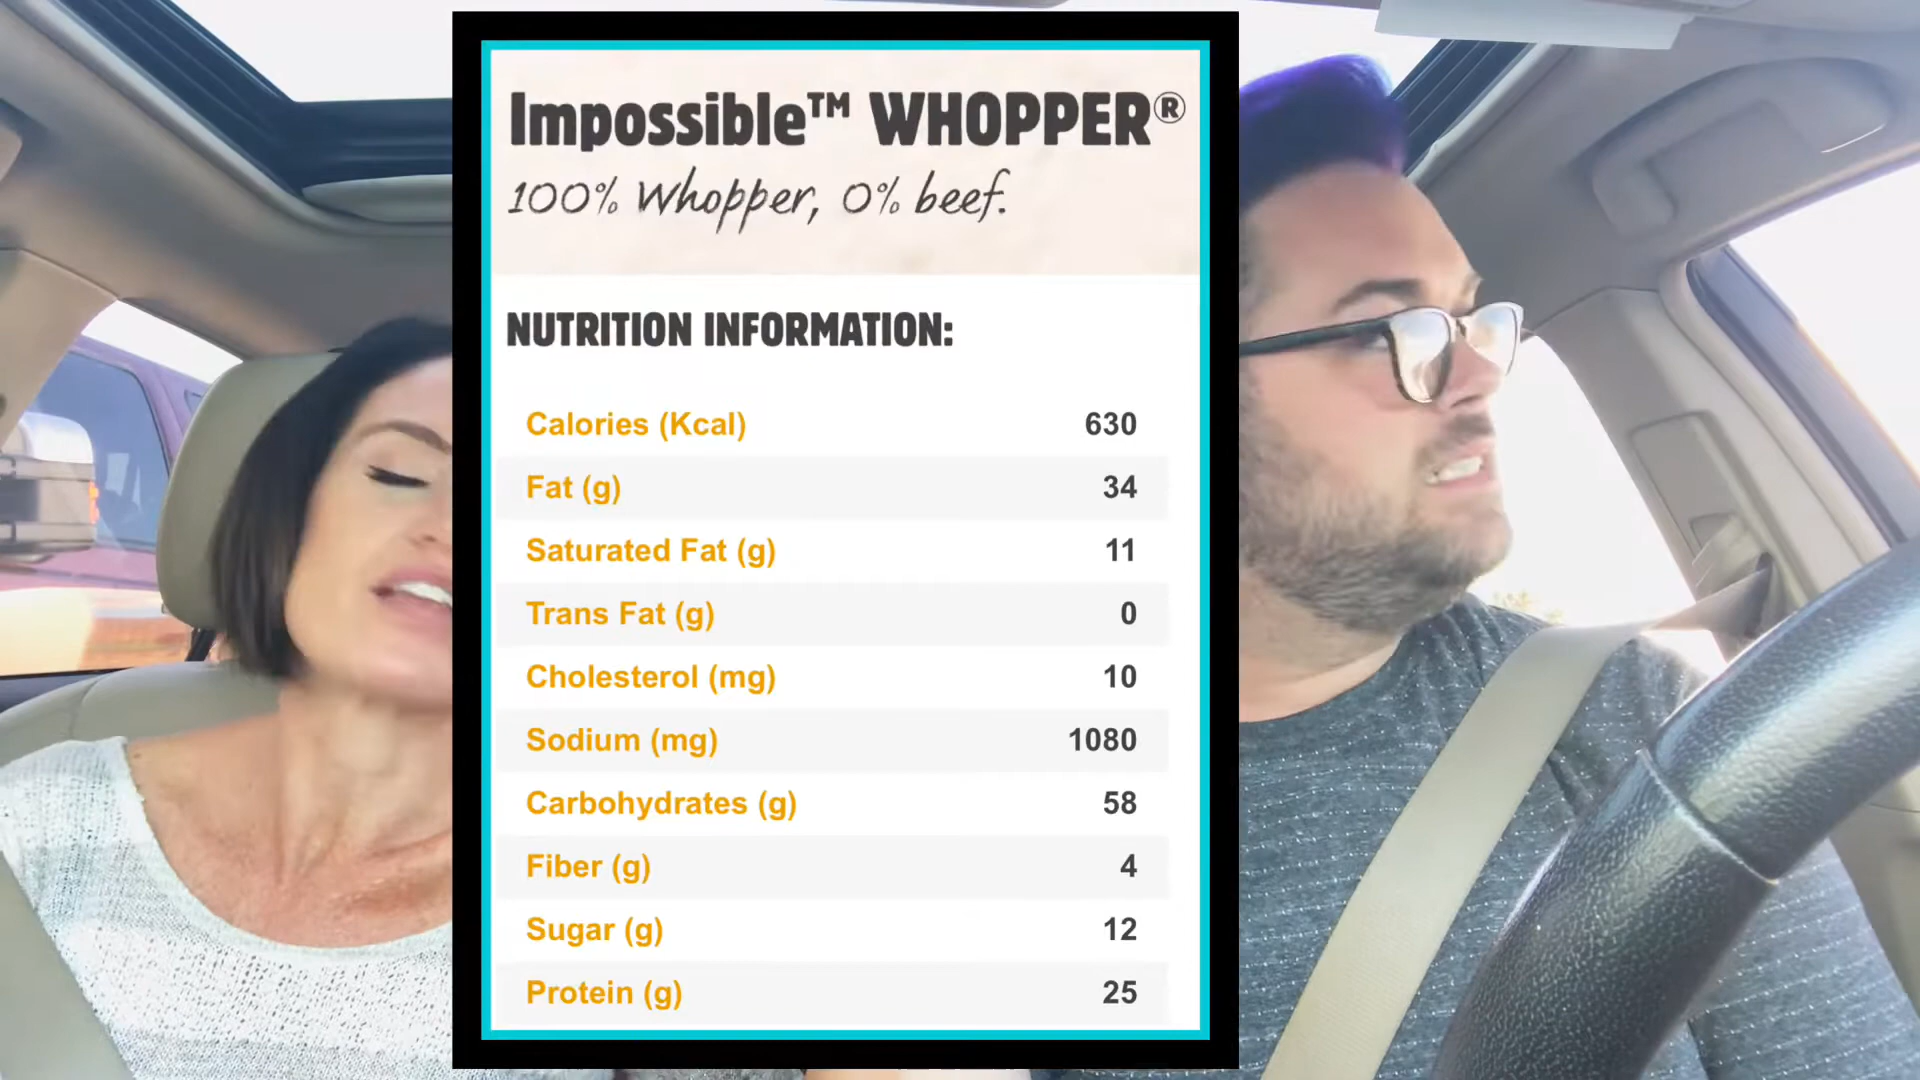 Impossible™ WHOPPER®
100% Whopper, 0% beef.
NUTRITION INFORMATION:
Calories (Kcal) 630
Fat (g) 34
Saturated Fat (g) 11
Trans Fat (g) 0
Cholesterol (mg) 10
Sodium (mg) 1080
Carbohydrates (g) 58
Fiber (g) 4
Sugar (g) 12
Protein (g) 25